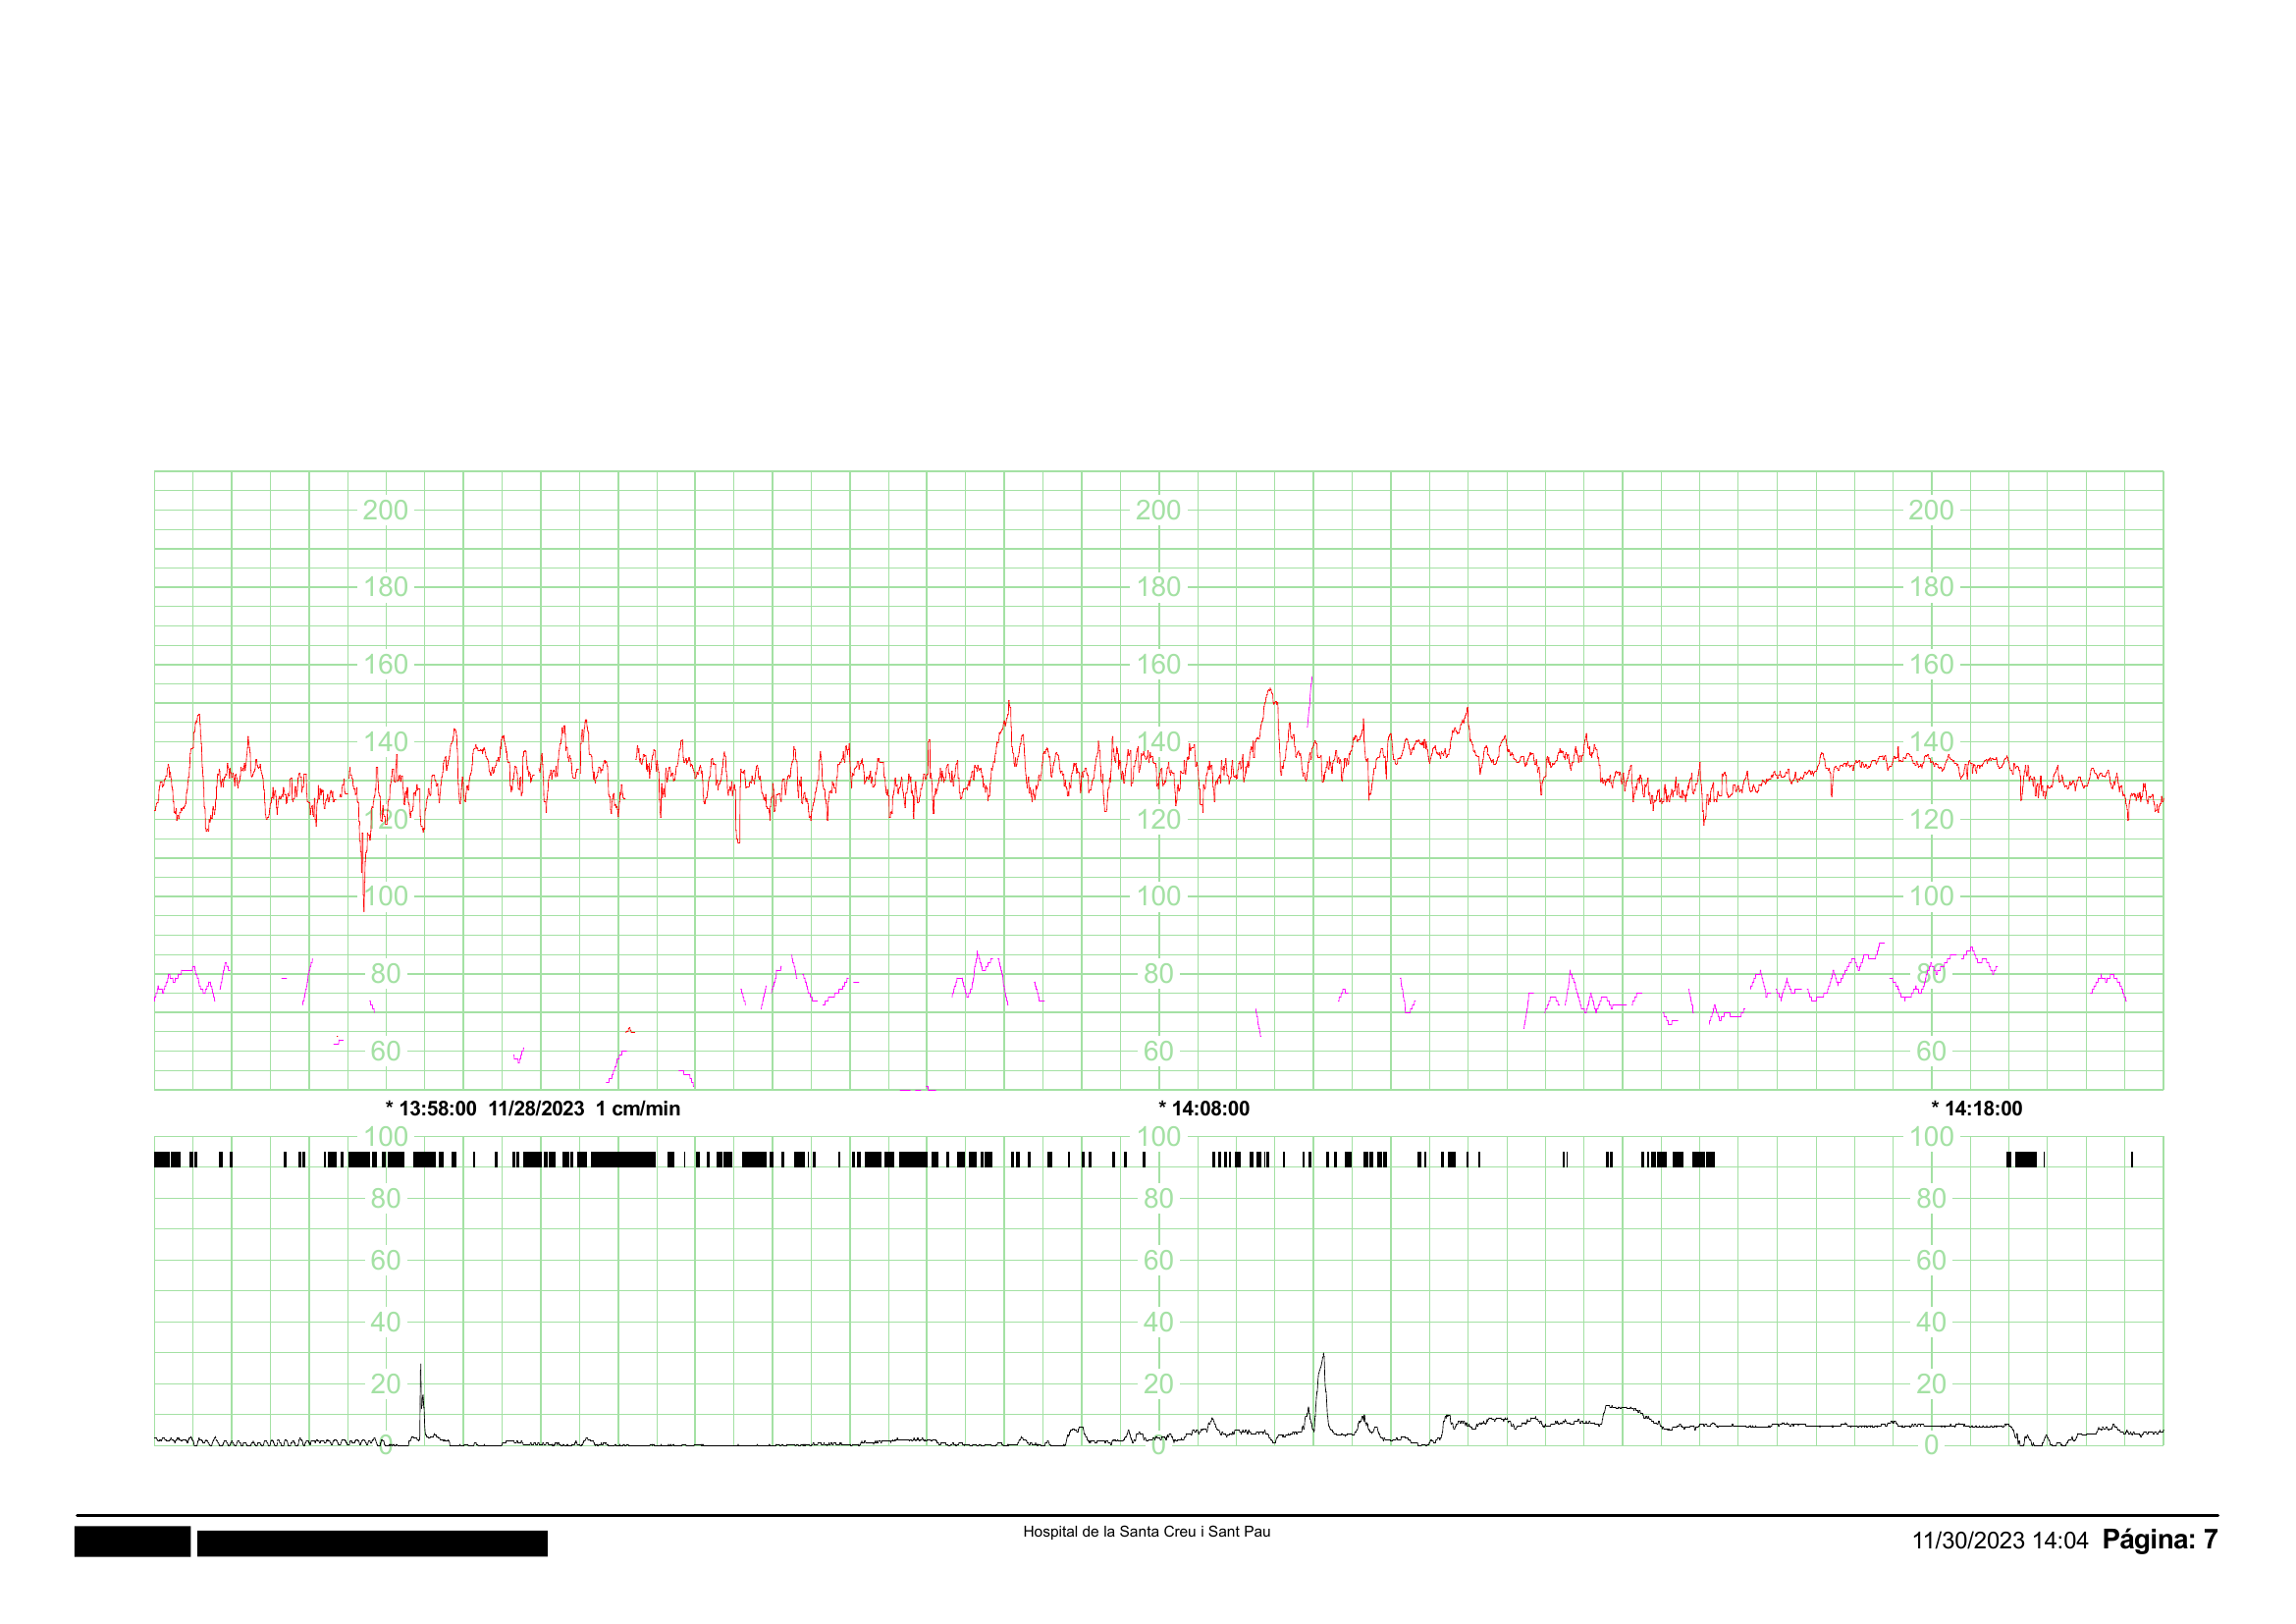 200 200 200
180 180 180
160 160 160
140 140 140
120 120 120
100 100 100
80 80 80
60 60 60
* 13:58:00 11/28/2023 1 cm/min * 14:08:00 * 14:18:00
100 100 100
80 80 80
60 60 60
40 40 40
20 20 20
0 0 0
Hospital de la Santa Creu i Sant Pau
11/30/2023 14:04 Página: 7